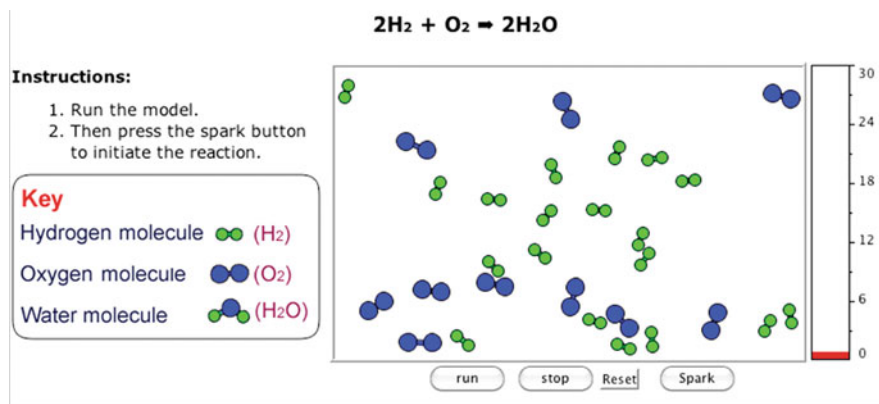 2H₂ + O₂ ➡ 2H₂O
Instructions:
1. Run the model.
2. Then press the spark button
to initiate the reaction.
Key
Hydrogen molecule (H₂)
Oxygen molecule (O₂)
Water molecule (H₂O)
30
24
18
12
6
0
run
stop
Reset
Spark